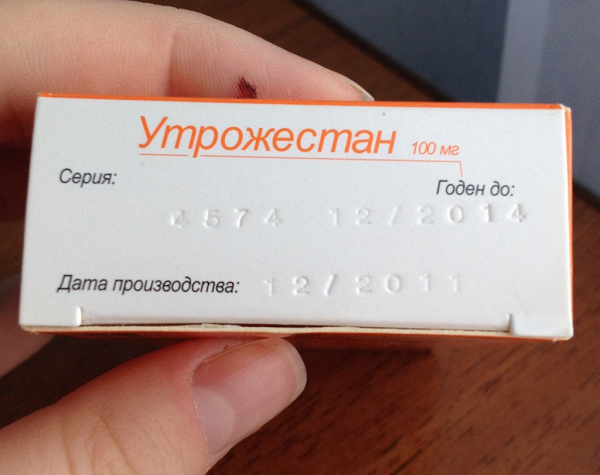 Утрожестан 100 мг
Серия: Годен до:
4574 12/2014
Дата производства: 12/2011